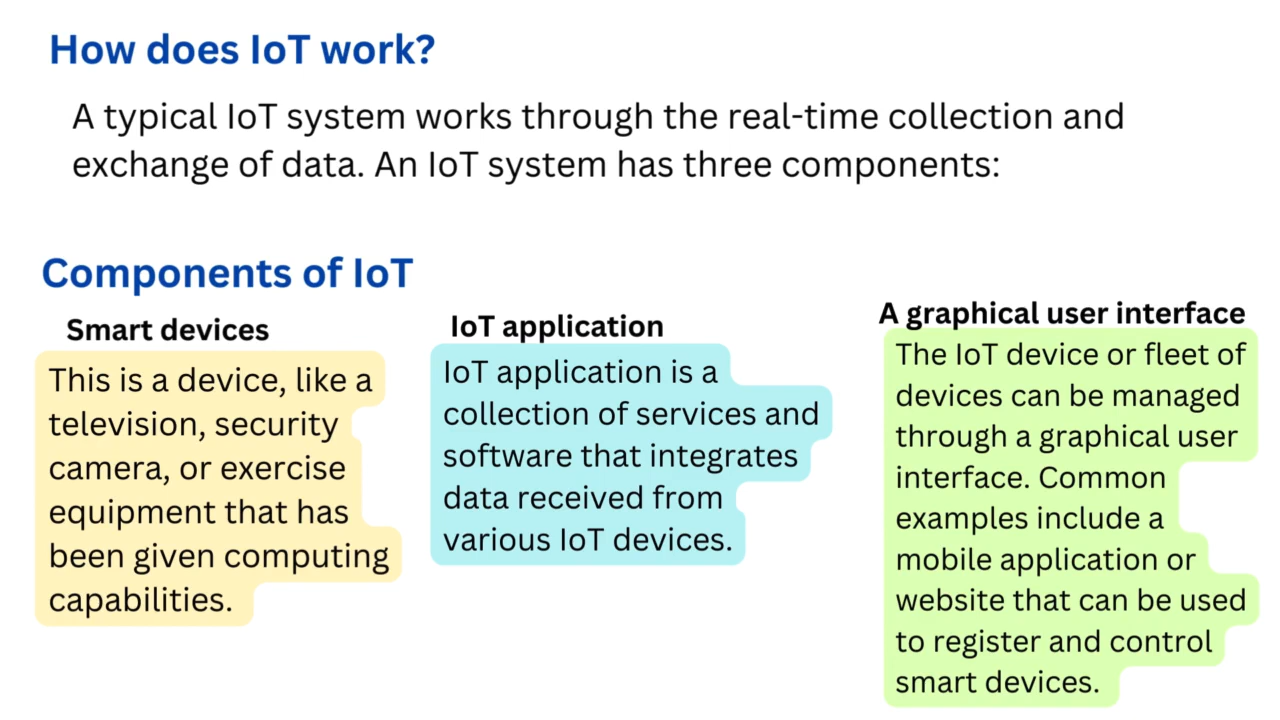 How does IoT work?
A typical IoT system works through the real-time collection and
exchange of data. An IoT system has three components:
Components of IoT
Smart devices
This is a device, like a
television, security
camera, or exercise
equipment that has
been given computing
capabilities.
IoT application
IoT application is a
collection of services and
software that integrates
data received from
various IoT devices.
A graphical user interface
The IoT device or fleet of
devices can be managed
through a graphical user
interface. Common
examples include a
mobile application or
website that can be used
to register and control
smart devices.